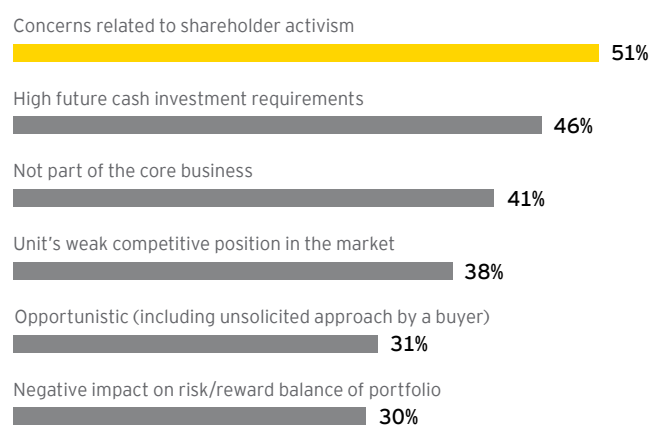 Concerns related to shareholder activism
51%
High future cash investment requirements
46%
Not part of the core business
41%
Unit's weak competitive position in the market
38%
Opportunistic (including unsolicited approach by a buyer)
31%
Negative impact on risk/reward balance of portfolio
30%